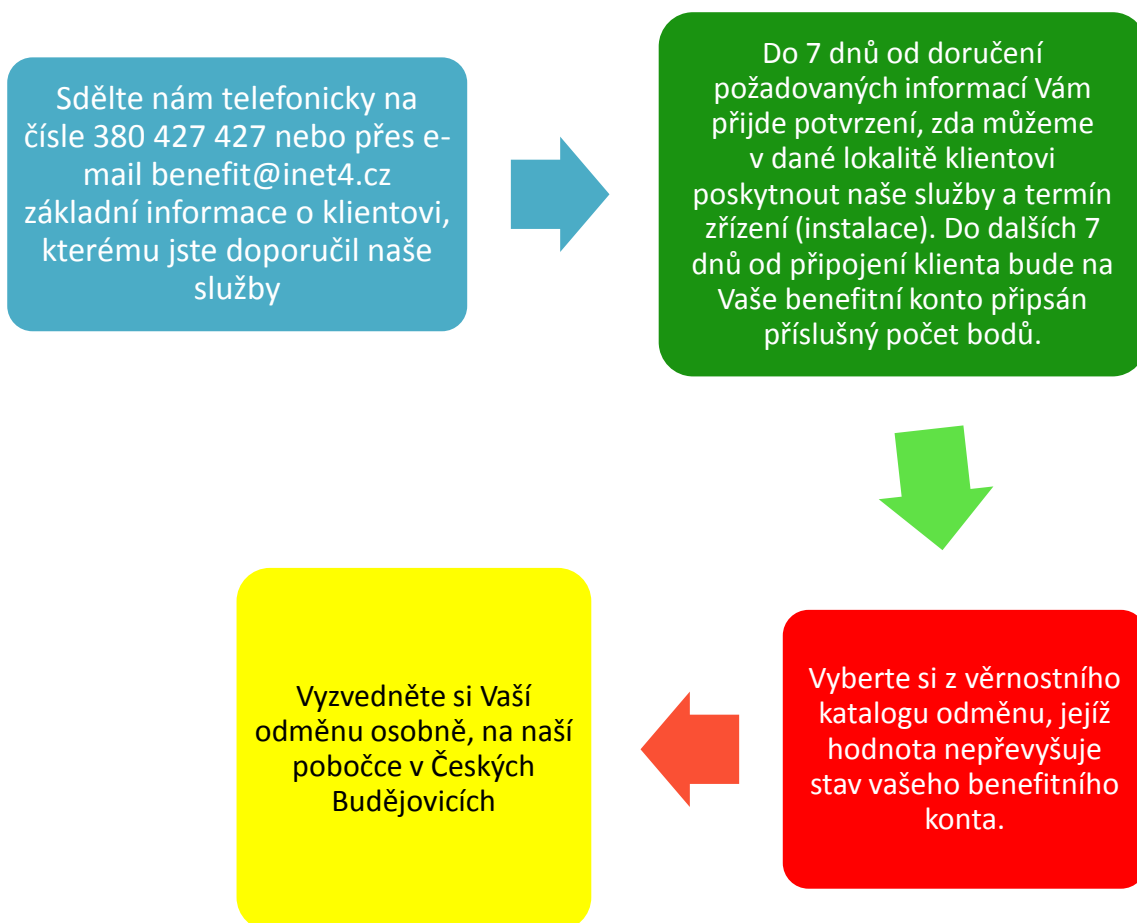 Sdělte nám telefonicky na
čísle 380 427 427 nebo přes e-
mail benefit@inet4.cz
základní informace o klientovi,
kterému jste doporučil naše
služby
Do 7 dnů od doručení
požadovaných informací Vám
přijde potvrzení, zda můžeme
v dané lokalitě klientovi
poskytnout naše služby a termín
zřízení (instalace). Do dalších 7
dnů od připojení klienta bude na
Vaše benefitní konto připsán
příslušný počet bodů.
Vyberte si z věrnostního
katalogu odměnu, jejíž
hodnota nepřevyšuje
stav vašeho benefitního
konta.
Vyzvedněte si Vaší
odměnu osobně, na naší
pobočce v Českých
Budějovicích